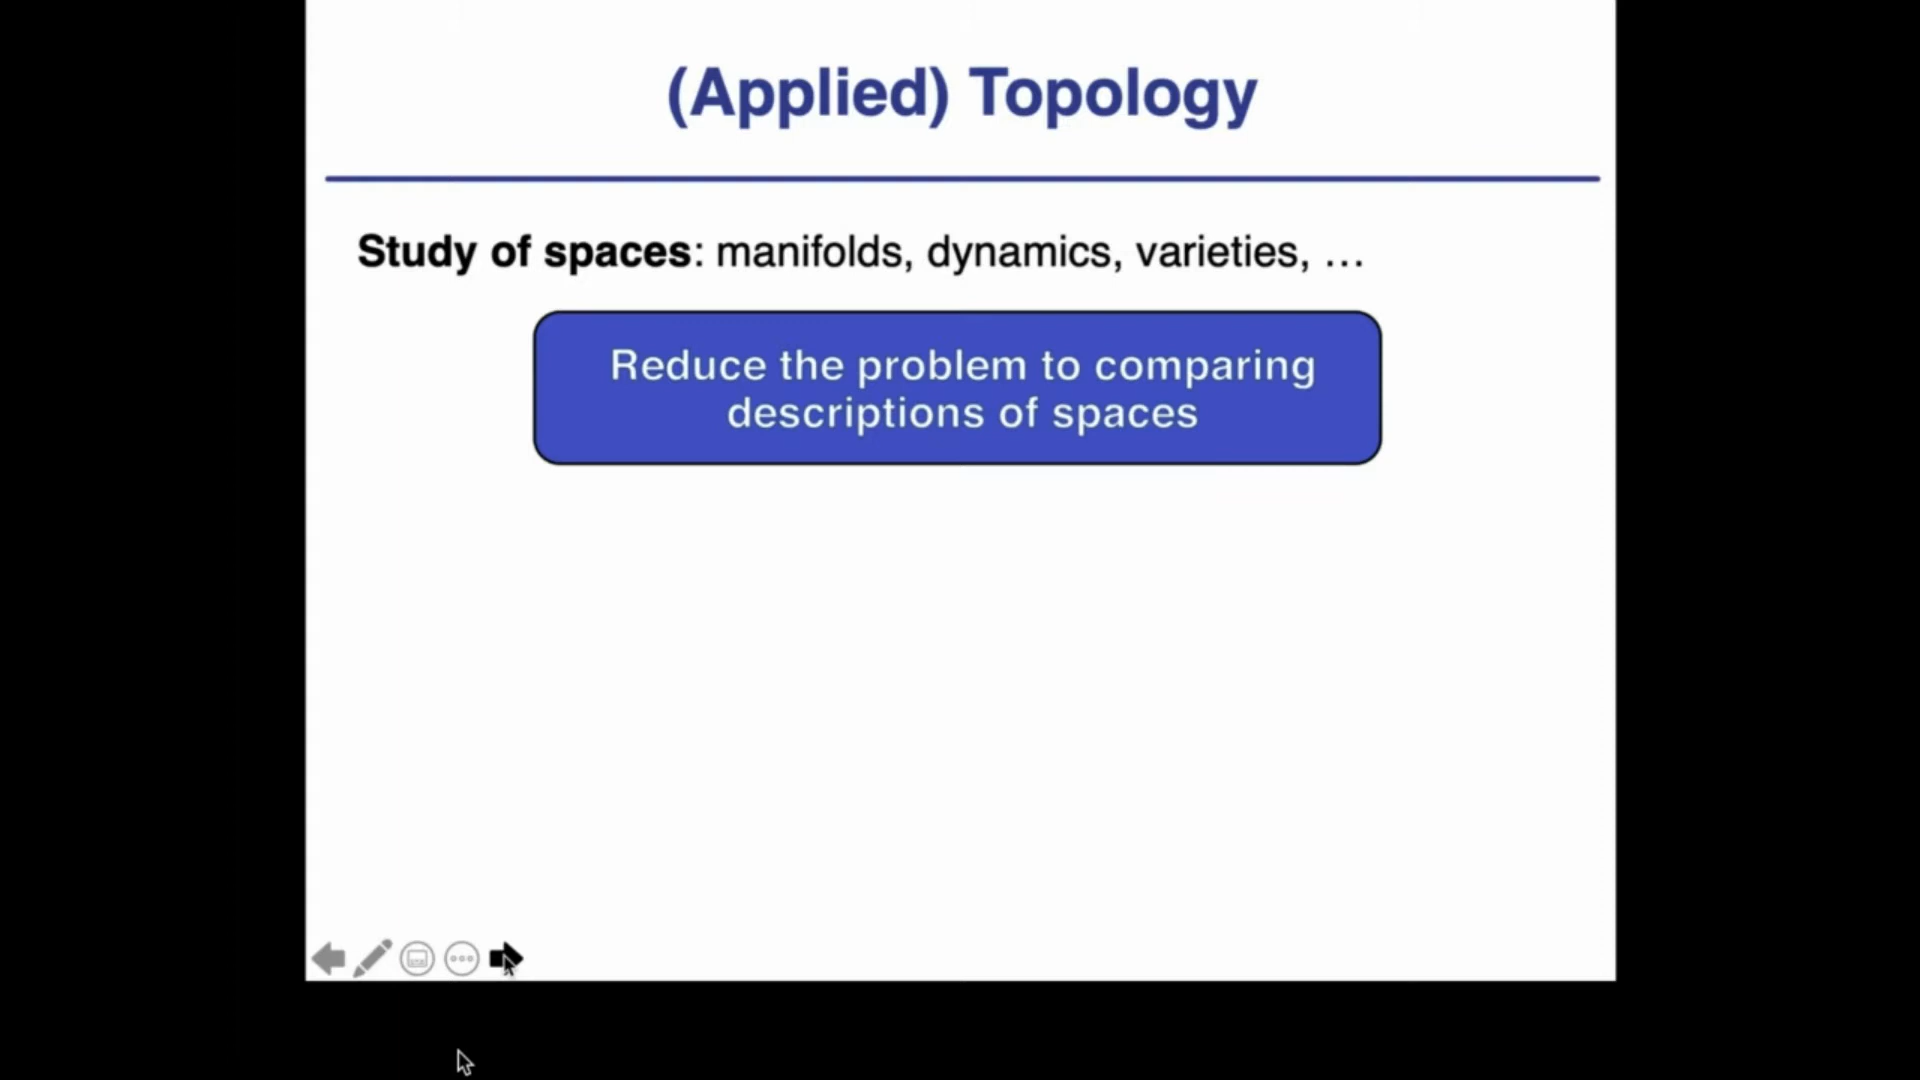 (Applied) Topology
Study of spaces: manifolds, dynamics, varieties, …
Reduce the problem to comparing
descriptions of spaces